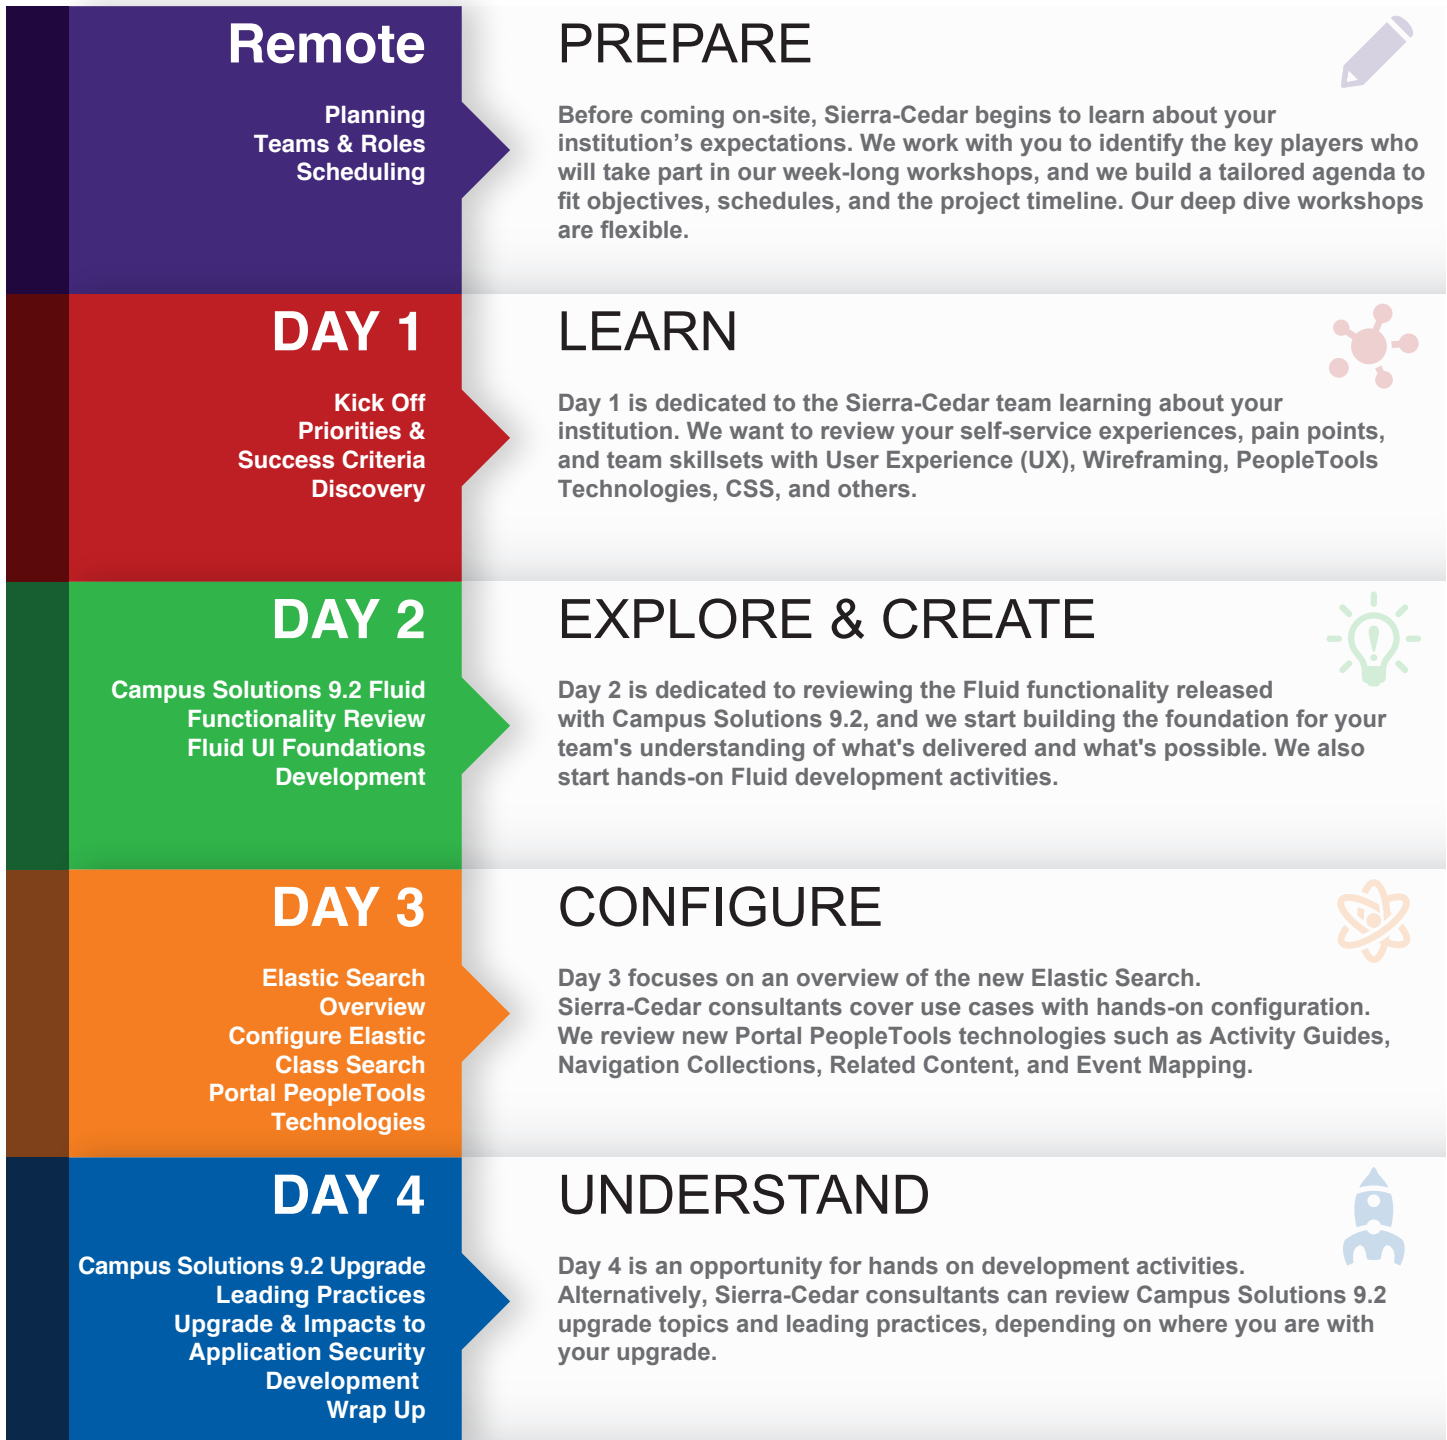 Remote
Planning
Teams & Roles
Scheduling
PREPARE
Before coming on-site, Sierra-Cedar begins to learn about your
institution’s expectations. We work with you to identify the key players who
will take part in our week-long workshops, and we build a tailored agenda to
fit objectives, schedules, and the project timeline. Our deep dive workshops
are flexible.
DAY 1
Kick Off
Priorities &
Success Criteria
Discovery
LEARN
Day 1 is dedicated to the Sierra-Cedar team learning about your
institution. We want to review your self-service experiences, pain points,
and team skillsets with User Experience (UX), Wireframing, PeopleTools
Technologies, CSS, and others.
DAY 2
Campus Solutions 9.2 Fluid
Functionality Review
Fluid UI Foundations
Development
EXPLORE & CREATE
Day 2 is dedicated to reviewing the Fluid functionality released
with Campus Solutions 9.2, and we start building the foundation for your
team's understanding of what's delivered and what's possible. We also
start hands-on Fluid development activities.
DAY 3
Elastic Search
Overview
Configure Elastic
Class Search
Portal PeopleTools
Technologies
CONFIGURE
Day 3 focuses on an overview of the new Elastic Search.
Sierra-Cedar consultants cover use cases with hands-on configuration.
We review new Portal PeopleTools technologies such as Activity Guides,
Navigation Collections, Related Content, and Event Mapping.
DAY 4
Campus Solutions 9.2 Upgrade
Leading Practices
Upgrade & Impacts to
Application Security
Development
Wrap Up
UNDERSTAND
Day 4 is an opportunity for hands on development activities.
Alternatively, Sierra-Cedar consultants can review Campus Solutions 9.2
upgrade topics and leading practices, depending on where you are with
your upgrade.